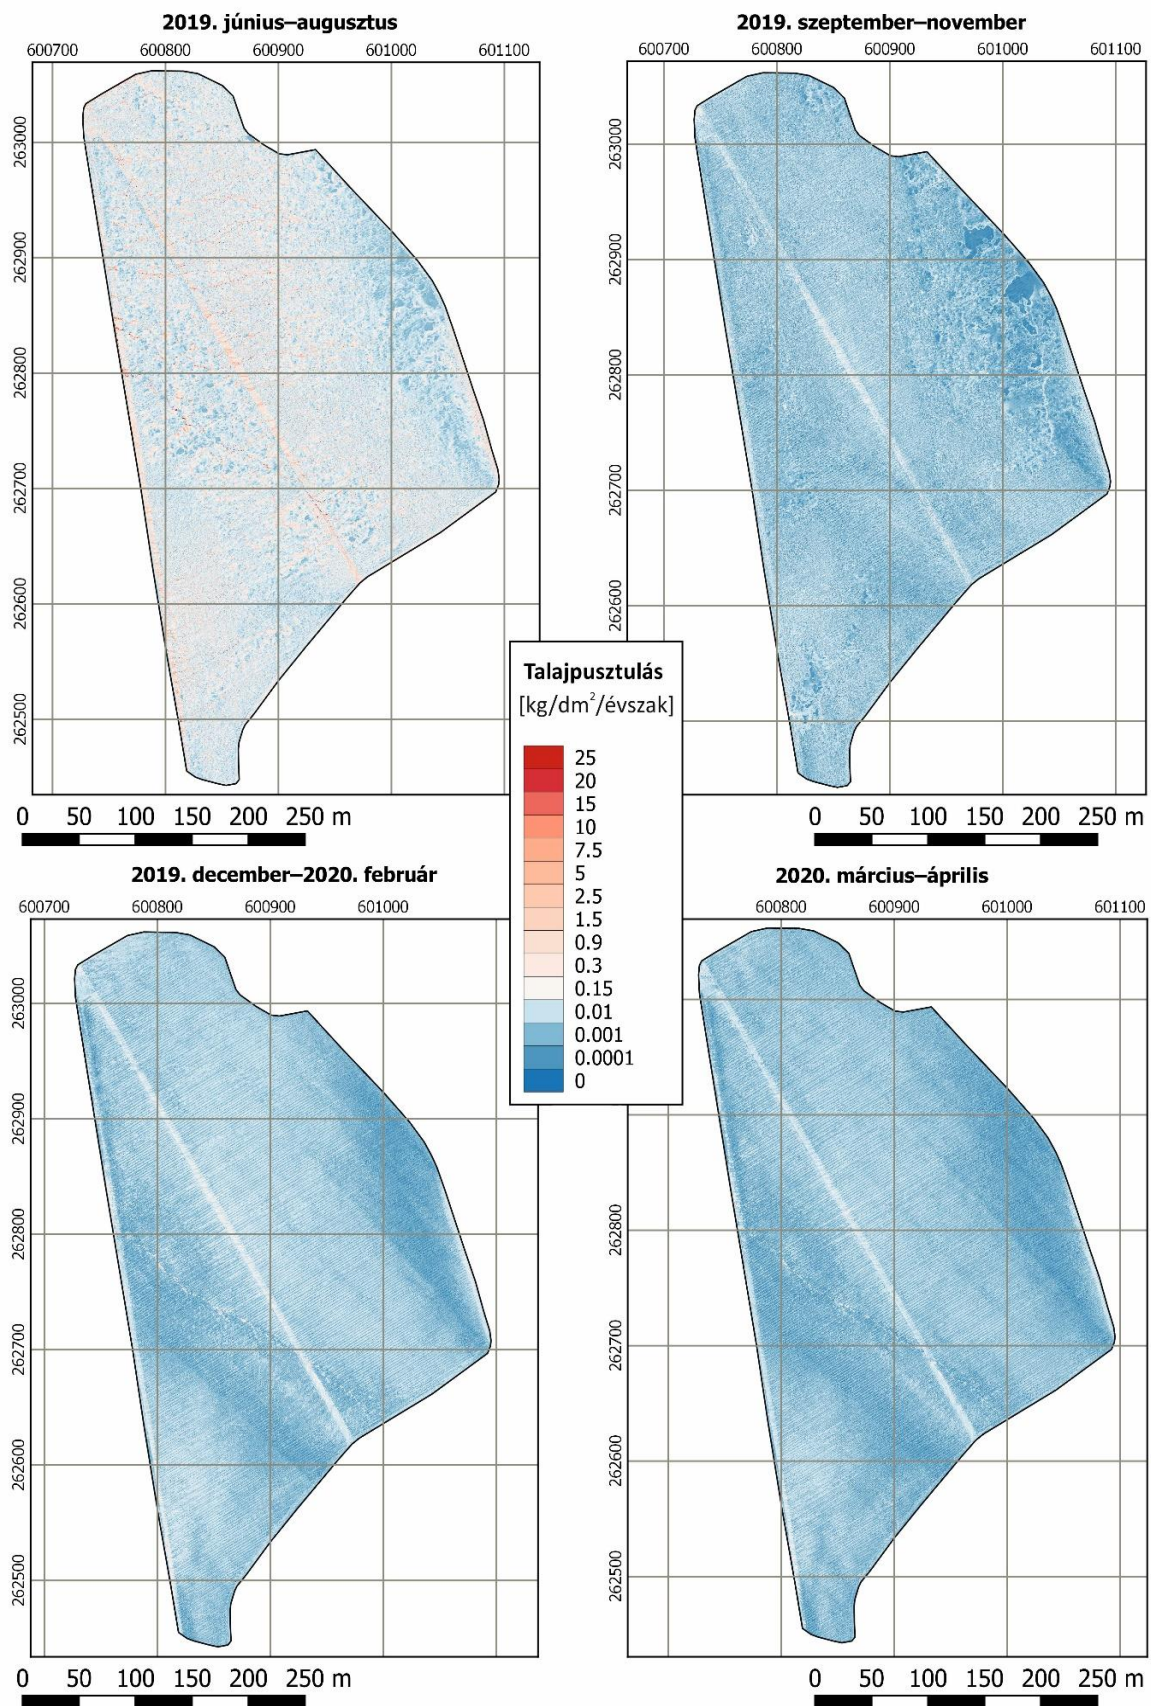 2019. június–augusztus
600700 600800 600900 601000 601100
263000
262900
262800
262700
262600
262500
0 50 100 150 200 250 m
2019. szeptember–november
600700 600800 600900 601000 601100
263000
262900
262800
262700
262600
0 50 100 150 200 250 m
Talajpusztulás
[kg/dm²/évszak]
25
20
15
10
7.5
5
2.5
1.5
0.9
0.3
0.15
0.01
0.001
0.0001
0
2019. december–2020. február
600700 600800 600900 601000
263000
262900
262800
262700
262600
262500
0 50 100 150 200 250 m
2020. március–április
600800 600900 601000 601100
262800
262700
262600
262500
0 50 100 150 200 250 m